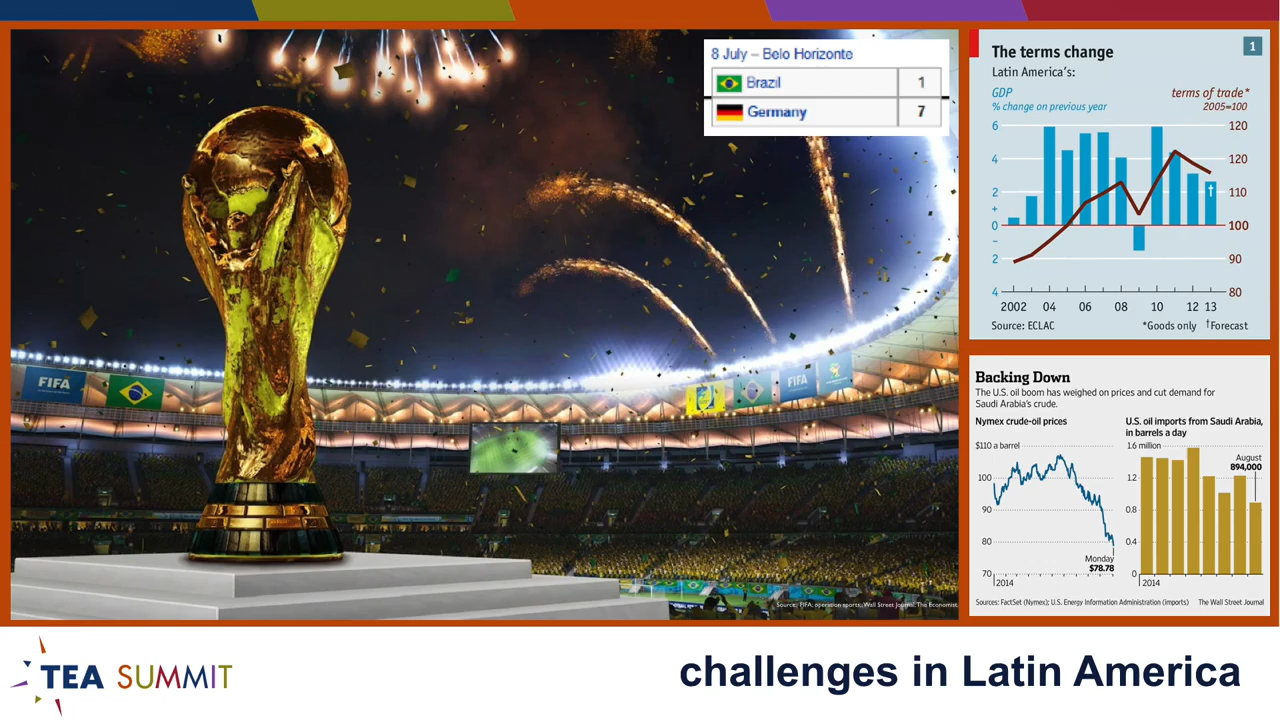 8 July – Belo Horizonte
Brazil 1
Germany 7
FIFA
FIFA
Source: FIFA, operation sports, Wall Street Journal, The Economist
The terms change
1
Latin America's:
GDP
% change on previous year
terms of trade*
2005=100
6 120
4 120
2 110
+
0 100
–
2 90
4 80
2002 04 06 08 10 12 13
†
Source: ECLAC *Goods only †Forecast
Backing Down
The U.S. oil boom has weighed on prices and cut demand for
Saudi Arabia's crude.
Nymex crude-oil prices
$110 a barrel
100
90
80
70
Monday
$78.78
2014
U.S. oil imports from Saudi Arabia,
in barrels a day
1.6 million
1.2
0.8
0.4
0
August
894,000
2014
Sources: FactSet (Nymex); U.S. Energy Information Administration (imports) The Wall Street Journal
TEA SUMMIT
challenges in Latin America